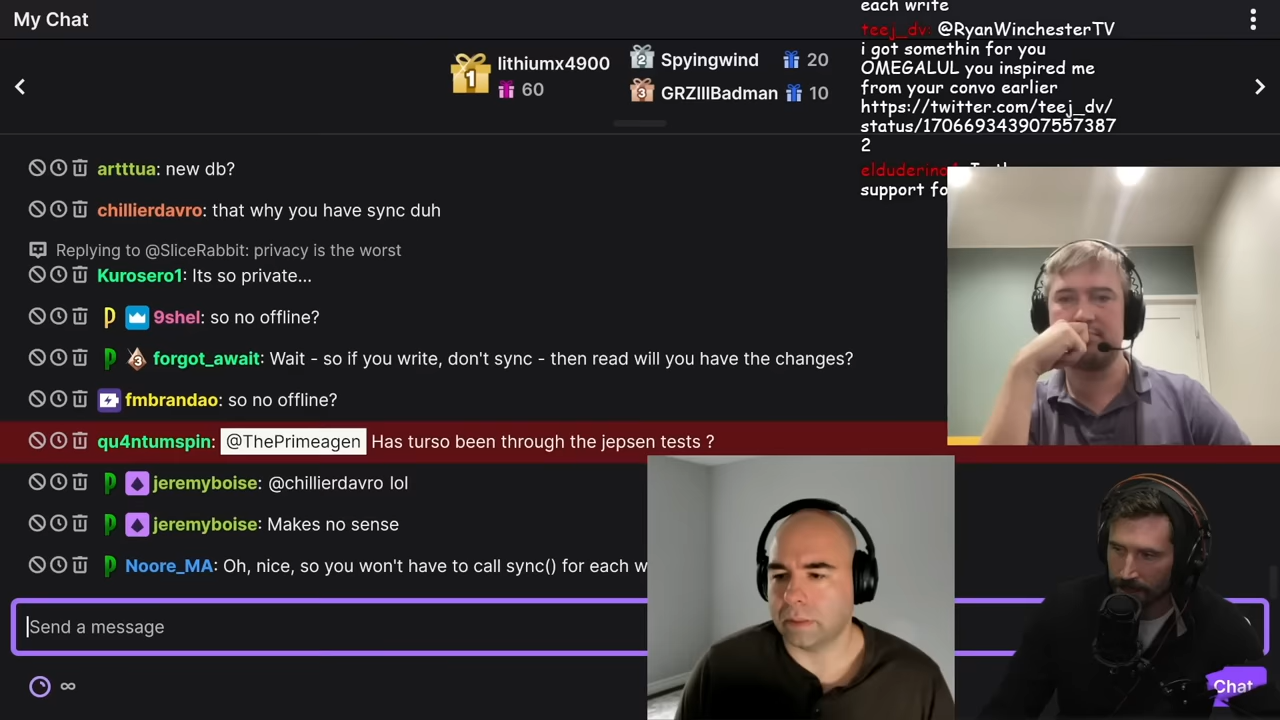 My Chat
each write
teej_dv: @RyanWinchesterTV
i got somethin for you
OMEGALUL you inspired me
from your convo earlier
https://twitter.com/teej_dv/
status/170669343907557387
2
support fo
1 lithiumx4900
60
2 Spyingwind 20
3 GRZIIIBadman 10
artttua: new db?
chillierdavro: that why you have sync duh
Replying to @SliceRabbit: privacy is the worst
Kurosero1: Its so private...
9shel: so no offline?
3 forgot_await: Wait - so if you write, don't sync - then read will you have the changes?
fmbrandao: so no offline?
qu4ntumspin: @ThePrimeagen Has turso been through the jepsen tests ?
jeremyboise: @chillierdavro lol
jeremyboise: Makes no sense
Noore_MA: Oh, nice, so you won't have to call sync() for each w
Send a message
∞
Chat